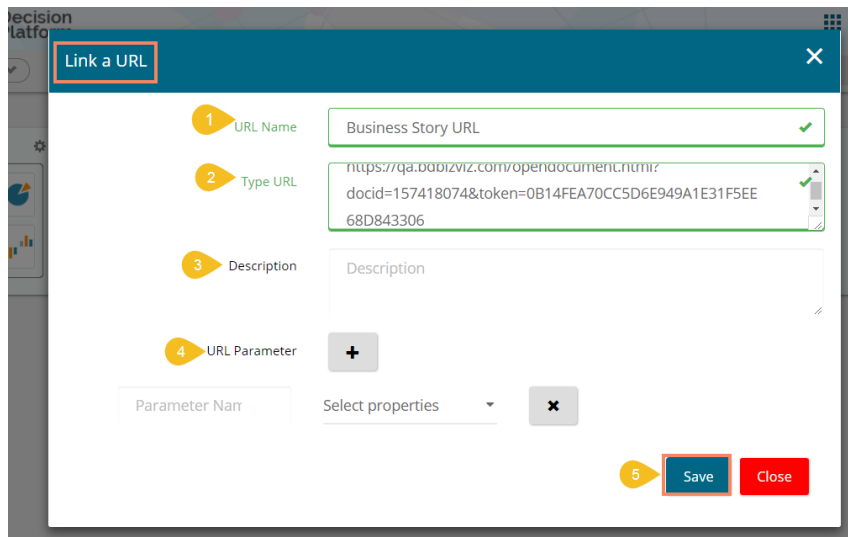 Decision
Platfo
Link a URL
1 URL Name
Business Story URL
2 Type URL
https://qa.bdbizviz.com/opendocument.html?
docid=157418074&token=0B14FEA70CC5D6E949A1E31F5EE
68D843306
3 Description
Description
4 URL Parameter
Parameter Nam
Select properties
5 Save
Close